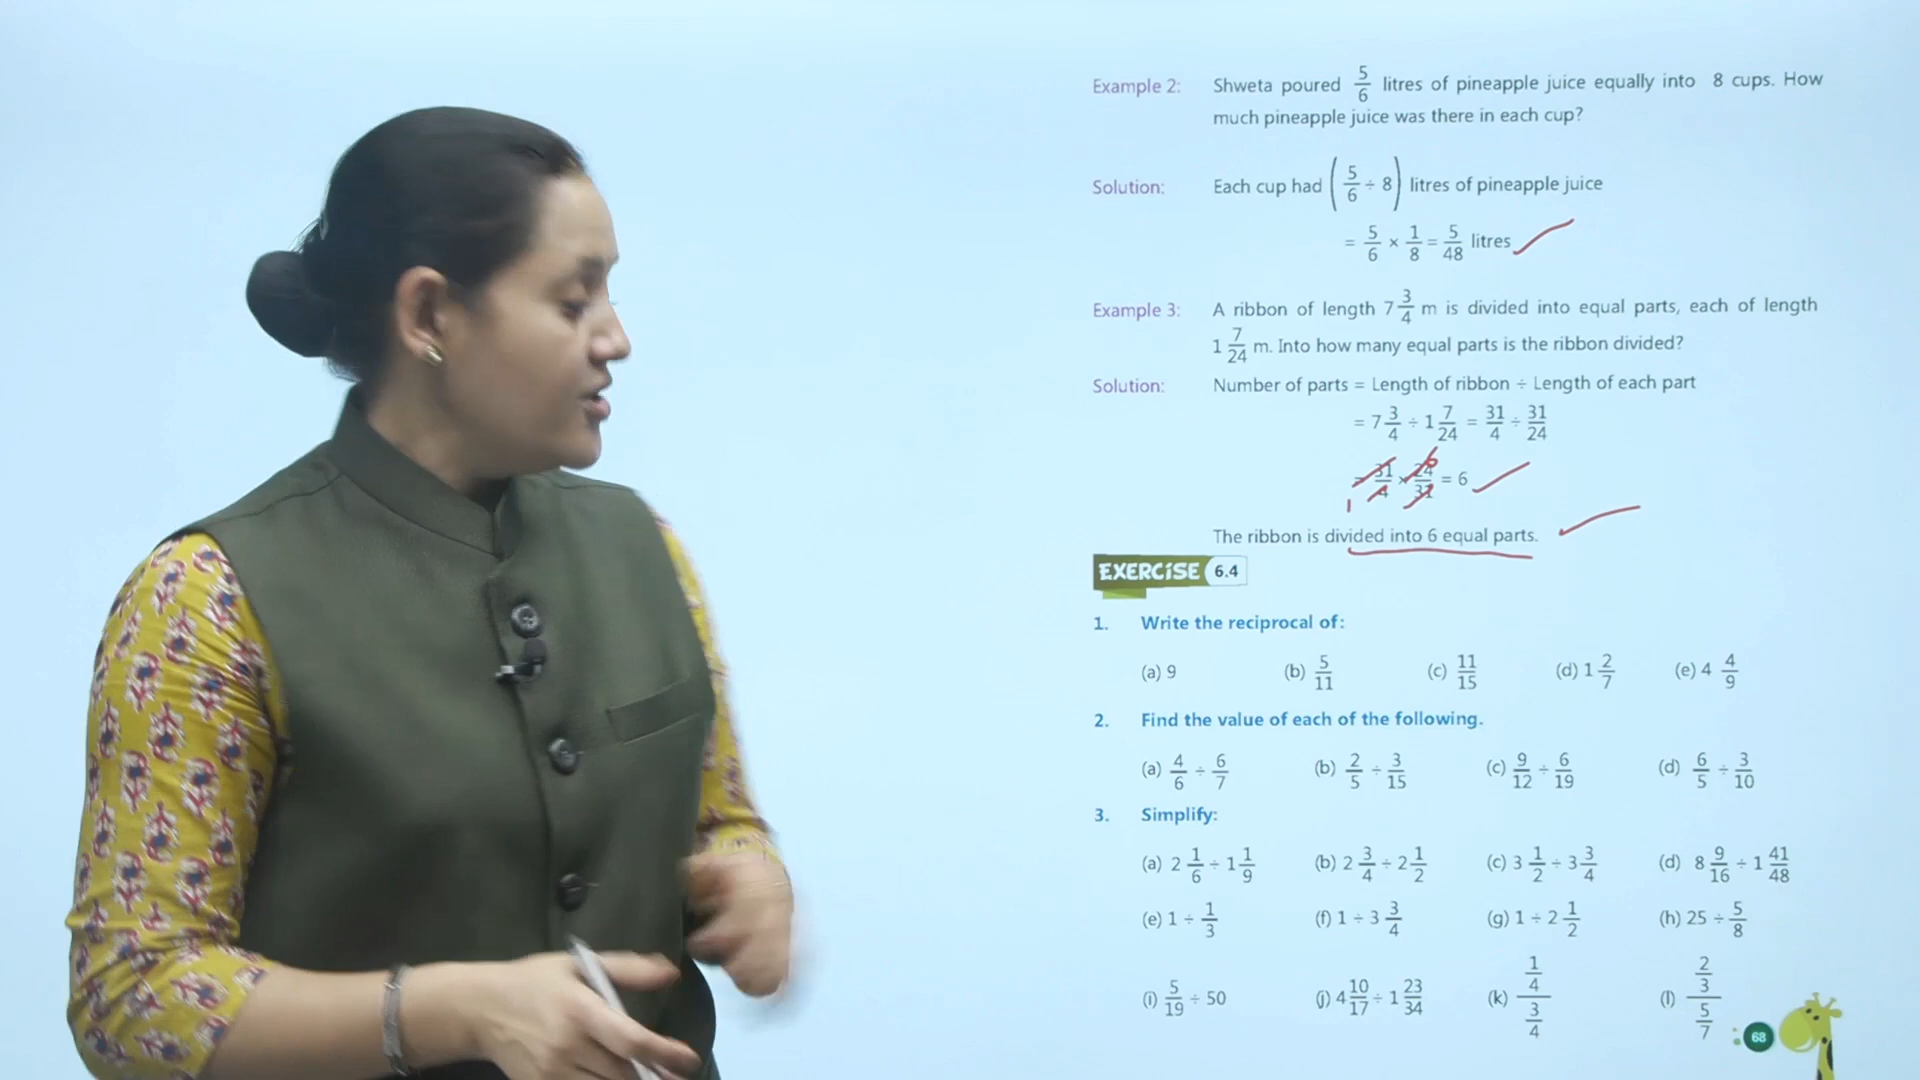 Example 2: Shweta poured 5/6 litres of pineapple juice equally into 8 cups. How
much pineapple juice was there in each cup?
Solution: Each cup had (5/6 ÷ 8) litres of pineapple juice
= 5/6 × 1/8 = 5/48 litres
Example 3: A ribbon of length 7 3/4 m is divided into equal parts, each of length
1 7/24 m. Into how many equal parts is the ribbon divided?
Solution: Number of parts = Length of ribbon ÷ Length of each part
= 7 3/4 ÷ 1 7/24 = 31/4 ÷ 31/24
= 31/4 × 24/31 = 6
6
1
The ribbon is divided into 6 equal parts.
EXERCISE 6.4
1. Write the reciprocal of:
(a) 9 (b) 5/11 (c) 11/15 (d) 1 2/7 (e) 4 4/9
2. Find the value of each of the following.
(a) 4/6 ÷ 6/7 (b) 2/5 ÷ 3/15 (c) 9/12 ÷ 6/19 (d) 6/5 ÷ 3/10
3. Simplify:
(a) 2 1/6 ÷ 1 1/9 (b) 2 3/4 ÷ 2 1/2 (c) 3 1/2 ÷ 3 3/4 (d) 8 9/16 ÷ 1 41/48
(e) 1 ÷ 1/3 (f) 1 ÷ 3 3/4 (g) 1 ÷ 2 1/2 (h) 25 ÷ 5/8
(i) 5/19 ÷ 50 (j) 4 10/17 ÷ 1 23/34 (k) 1/4 / 3/4 (l) 2/3 / 5/7
68